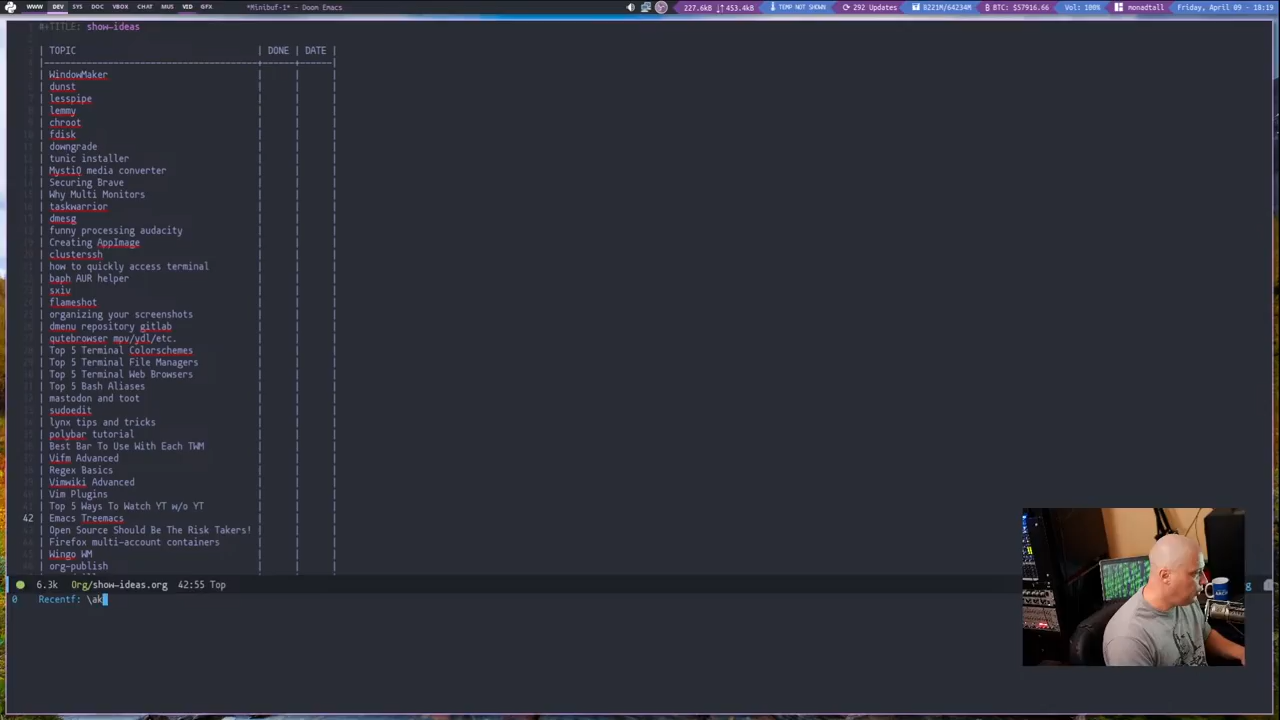 WWW DEV SYS DOC VBOX CHAT MUS VID GFX *Minibuf-1* - Doom Emacs 227.6kB ↓↑ 453.4kB TEMP NOT SHOWN 292 Updates 8221M/64234M BTC: $57916.66 Vol: 100% monadtall Friday, April 09 - 18:19
#+TITLE: show-ideas
| TOPIC | DONE | DATE |
|----------------------------------------+------+------|
| WindowMaker | | |
| dunst | | |
| lesspipe | | |
| lemmy | | |
| chroot | | |
| fdisk | | |
| downgrade | | |
| tunic installer | | |
| MystiQ media converter | | |
| Securing Brave | | |
| Why Multi Monitors | | |
| taskwarrior | | |
| dmesg | | |
| funny processing audacity | | |
| Creating AppImage | | |
| clusterssh | | |
| how to quickly access terminal | | |
| baph AUR helper | | |
| sxiv | | |
| flameshot | | |
| organizing your screenshots | | |
| dmenu repository gitlab | | |
| qutebrowser mpv/ydl/etc. | | |
| Top 5 Terminal Colorschemes | | |
| Top 5 Terminal File Managers | | |
| Top 5 Terminal Web Browsers | | |
| Top 5 Bash Aliases | | |
| mastodon and toot | | |
| sudoedit | | |
| lynx tips and tricks | | |
| polybar tutorial | | |
| Best Bar To Use With Each TWM | | |
| Vifm Advanced | | |
| Regex Basics | | |
| Vimwiki Advanced | | |
| Vim Plugins | | |
| Top 5 Ways To Watch YT w/o YT | | |
42 | Emacs Treemacs | | |
| Open Source Should Be The Risk Takers! | | |
| Firefox multi-account containers | | |
| Wingo WM | | |
| org-publish | | |
6.3k Org/show-ideas.org 42:55 Top
0 Recentf: \ak